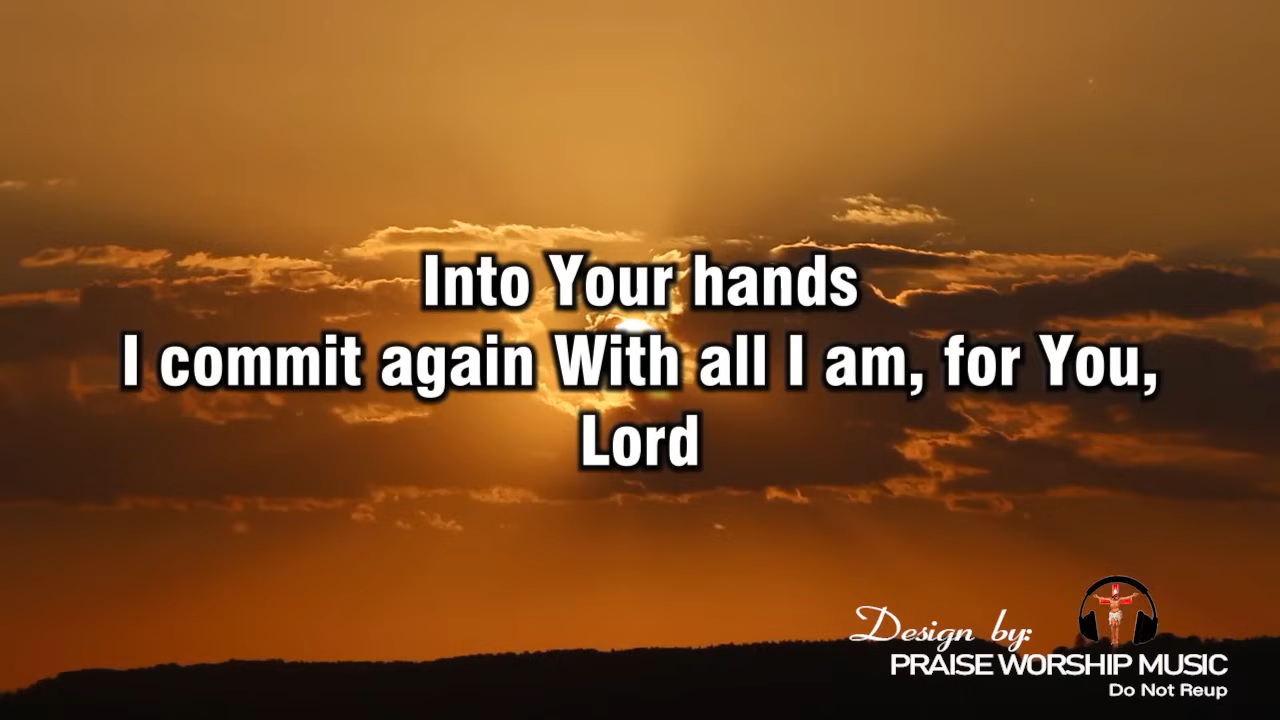 Into Your hands
I commit again With all I am, for You,
Lord
Design by:
PRAISE WORSHIP MUSIC
Do Not Reup